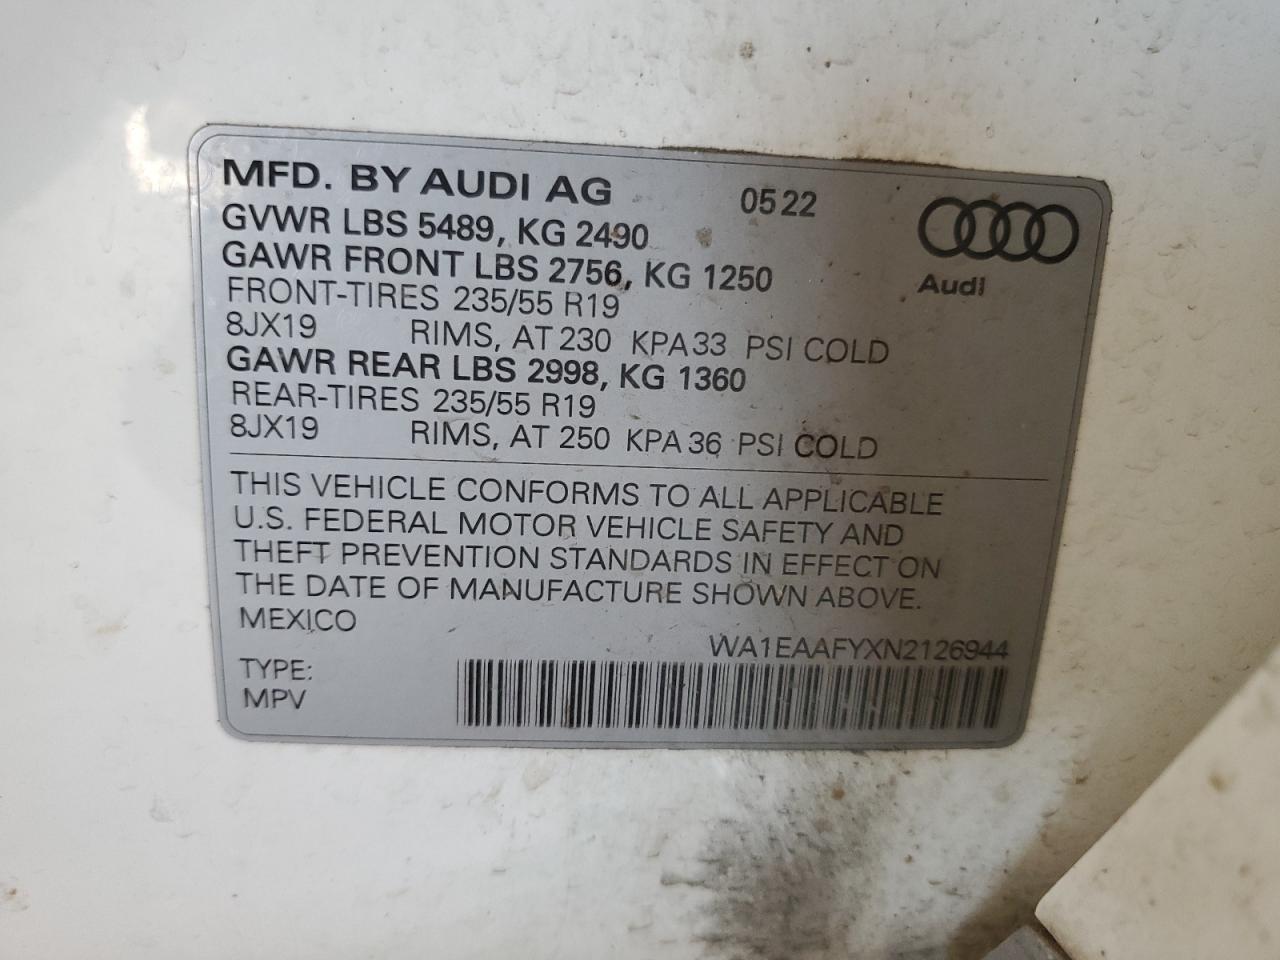 MFD. BY AUDI AG 0522
GVWR LBS 5489, KG 2490
GAWR FRONT LBS 2756, KG 1250
Audi
FRONT-TIRES 235/55 R19
8JX19 RIMS, AT 230 KPA 33 PSI COLD
GAWR REAR LBS 2998, KG 1360
REAR-TIRES 235/55 R19
8JX19 RIMS, AT 250 KPA 36 PSI COLD
THIS VEHICLE CONFORMS TO ALL APPLICABLE
U.S. FEDERAL MOTOR VEHICLE SAFETY AND
THEFT PREVENTION STANDARDS IN EFFECT ON
THE DATE OF MANUFACTURE SHOWN ABOVE.
MEXICO
WA1EAAFYXN2126944
TYPE:
MPV